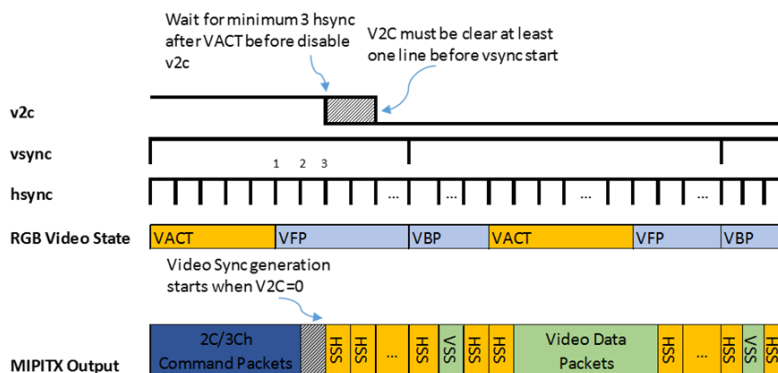 Wait for minimum 3 hsync
after VACT before disable
v2c
V2C must be clear at least
one line before vsync start
v2c
vsync
1 2 3
hsync
... ... ... ...
RGB Video State VACT VFP VBP VACT VFP VBP
Video Sync generation
starts when V2C=0
2C/3Ch
Command Packets
HSS HSS ... HSS VSS HSS HSS
Video Data
Packets
HSS ... HSS VSS HSS
MIPITX Output